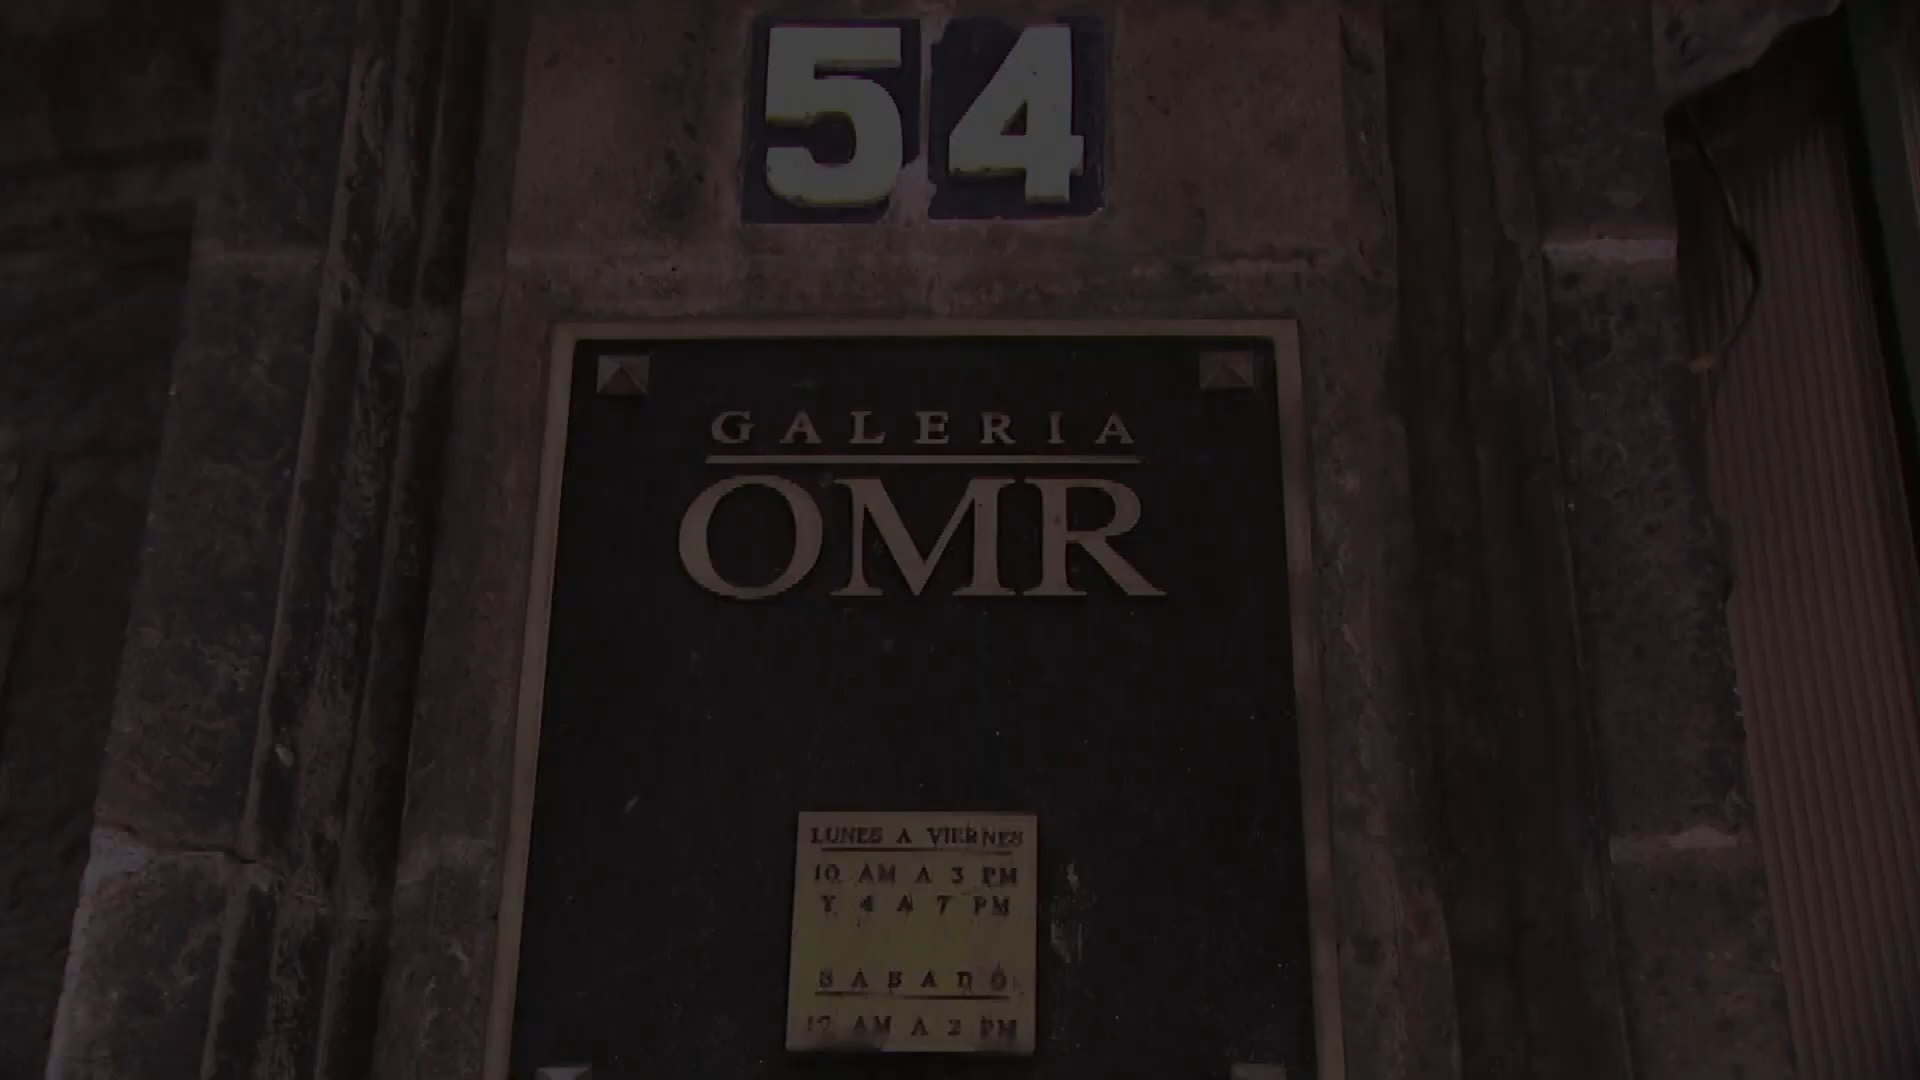 54
GALERIA
OMR
LUNES A VIERNES
10 AM A 3 PM
Y 4 A 7 PM
SABADO
AM A 2 PM